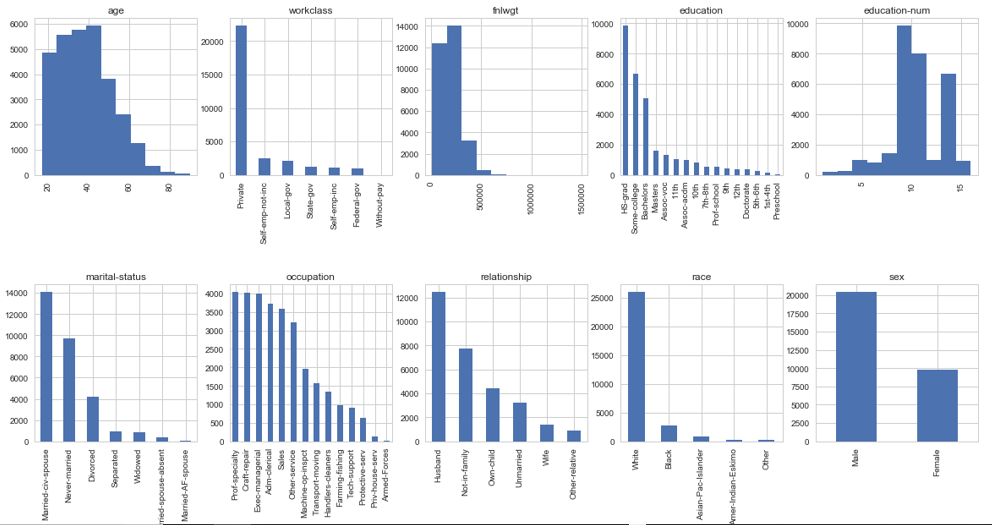 age
6000
5000
4000
3000
2000
1000
0
20
40
60
80
workclass
20000
15000
10000
5000
0
Private
Self-emp-not-inc
Local-gov
State-gov
Self-emp-inc
Federal-gov
Without-pay
fnlwgt
14000
12000
10000
8000
6000
4000
2000
0
0
500000
1000000
1500000
education
10000
8000
6000
4000
2000
0
HS-grad
Some-college
Bachelors
Masters
Assoc-voc
11th
Assoc-acdm
10th
7th-8th
Prof-school
9th
12th
Doctorate
5th-6th
1st-4th
Preschool
education-num
10000
8000
6000
4000
2000
0
5
10
15
marital-status
14000
12000
10000
8000
6000
4000
2000
0
Married-civ-spouse
Never-married
Divorced
Separated
Widowed
rried-spouse-absent
Married-AF-spouse
occupation
4000
3500
3000
2500
2000
1500
1000
500
0
Prof-specialty
Craft-repair
Exec-managerial
Adm-clerical
Sales
Other-service
Machine-op-inspct
Transport-moving
Handlers-cleaners
Farming-fishing
Tech-support
Protective-serv
Priv-house-serv
Armed-Forces
relationship
12000
10000
8000
6000
4000
2000
0
Husband
Not-in-family
Own-child
Unmarried
Wife
Other-relative
race
25000
20000
15000
10000
5000
0
White
Black
Asian-Pac-Islander
Amer-Indian-Eskimo
Other
sex
20000
17500
15000
12500
10000
7500
5000
2500
0
Male
Female